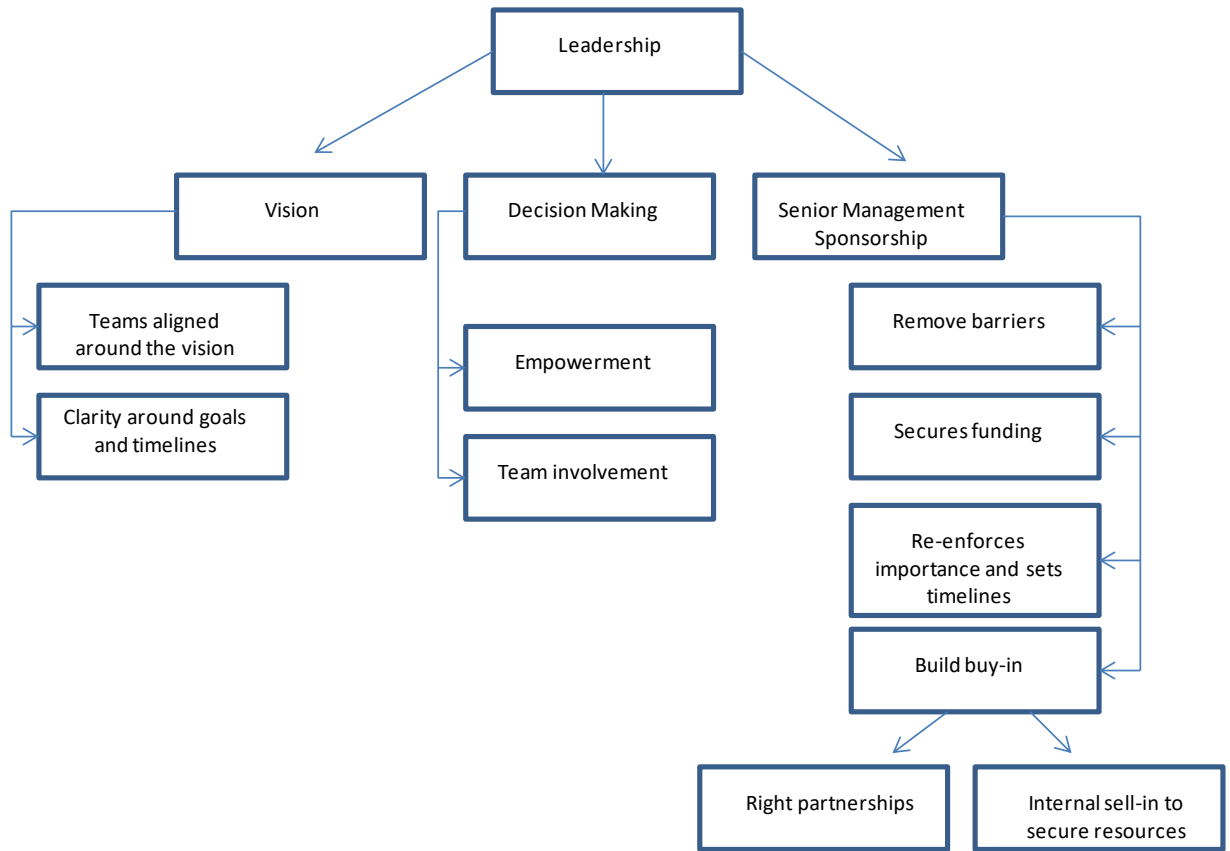 Leadership
Vision
Decision Making
Senior Management
Sponsorship
Teams aligned
around the vision
Clarity around goals
and timelines
Empowerment
Team involvement
Remove barriers
Secures funding
Re-enforces
importance and sets
timelines
Build buy-in
Right partnerships
Internal sell-in to
secure resources